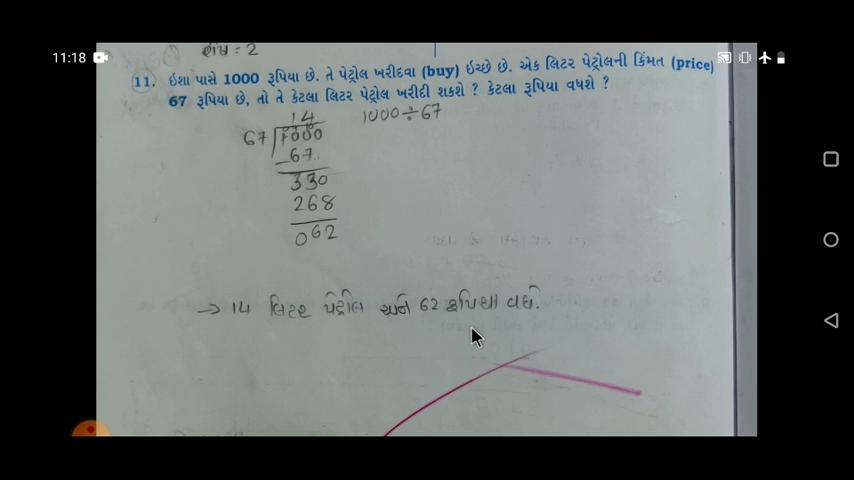 11:18
શેષ = 2
11. ઇશા પાસે 1000 રૂપિયા છે. તે પેટ્રોલ ખરીદવા (buy) ઇચ્છે છે. એક લિટર પેટ્રોલની કિંમત (price)
67 રૂપિયા છે, તો તે કેટલા લિટર પેટ્રોલ ખરીદી શકશે ? કેટલા રૂપિયા વધશે ?
14
1000÷67
67 1000
-67
330
268
062
→ 14 લિટર પેટ્રોલ અને 62 રૂપિયા વધે.